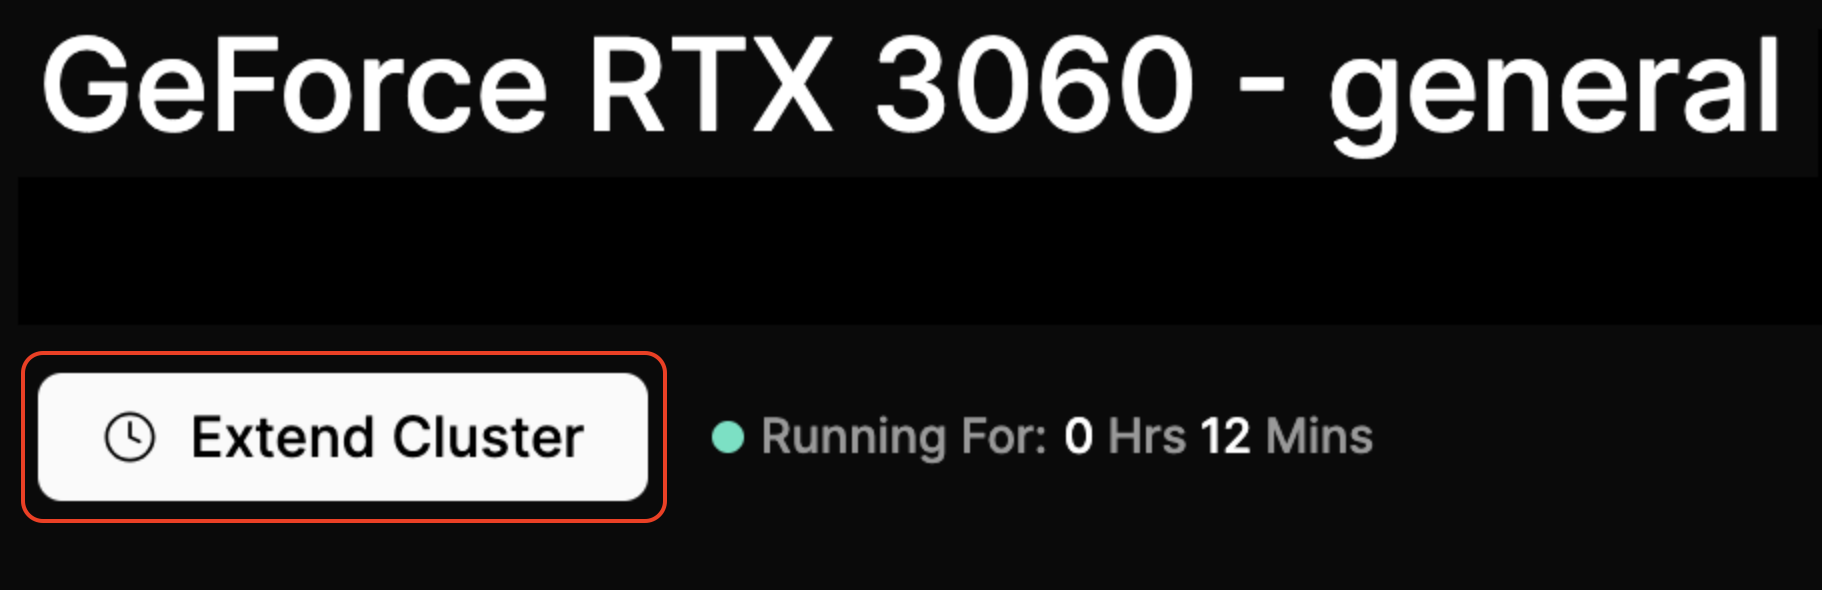 GeForce RTX 3060 - general
Extend Cluster
Running For: 0 Hrs 12 Mins